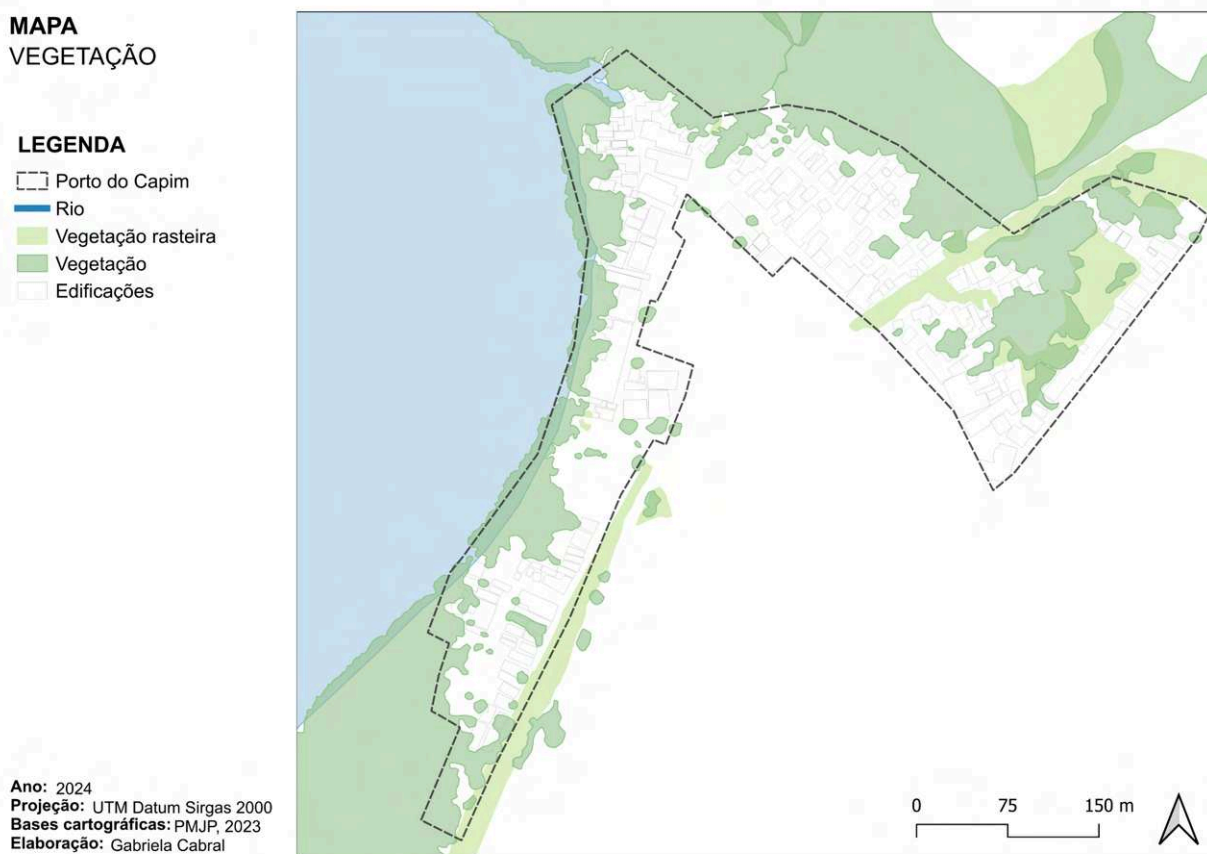 MAPA
VEGETAÇÃO
LEGENDA
Porto do Capim
Rio
Vegetação rasteira
Vegetação
Edificações
Ano: 2024
Projeção: UTM Datum Sirgas 2000
Bases cartográficas: PMJP, 2023
Elaboração: Gabriela Cabral
0 75 150 m